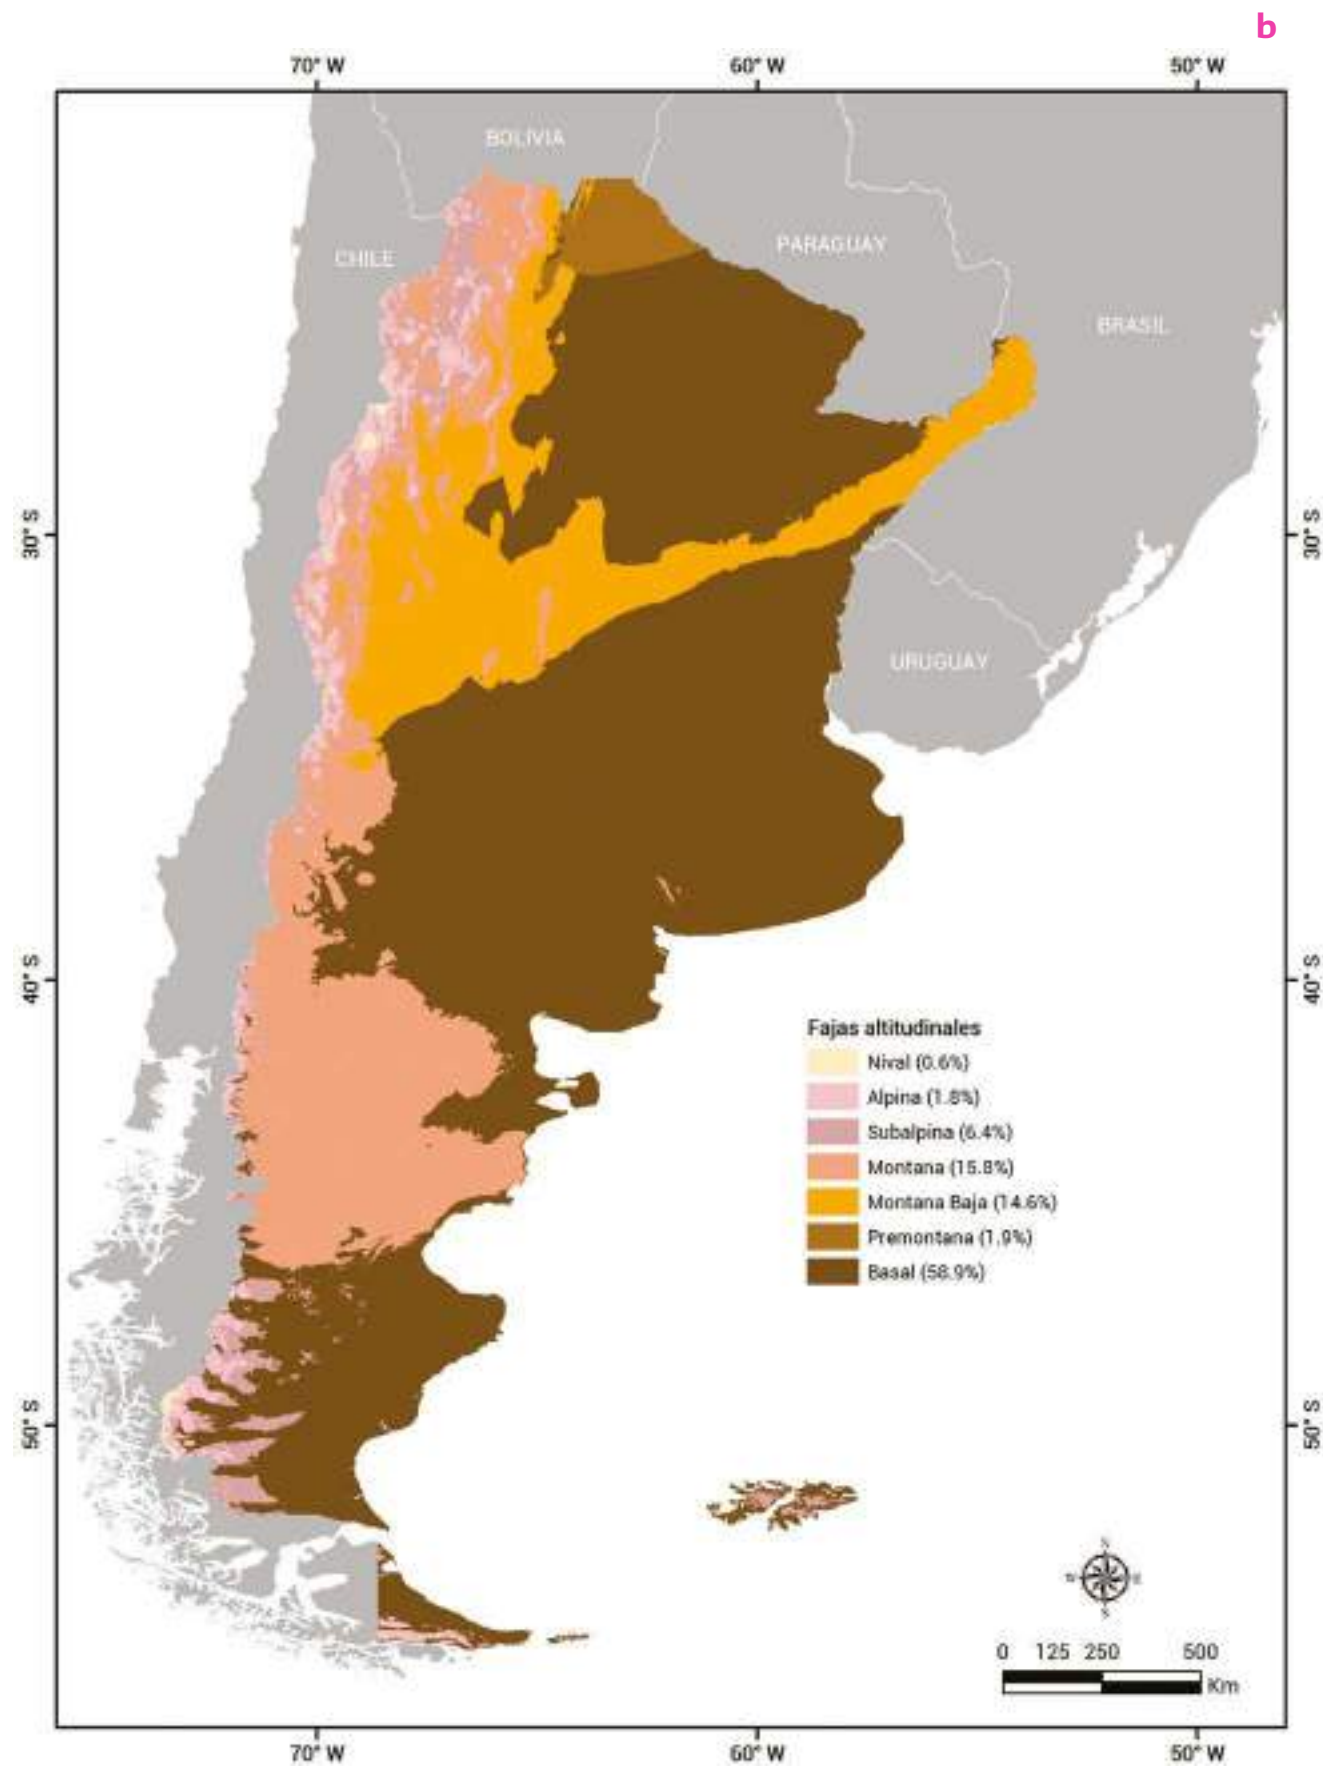 b
70° W 60° W 50° W
BOLIVIA
PARAGUAY
CHILE
BRASIL
30° S 30° S
URUGUAY
40° S 40° S
Fajas altitudinales
Nival (0.6%)
Alpina (1.8%)
Subalpina (6.4%)
Montana (15.8%)
Montana Baja (14.6%)
Premontana (1.9%)
Basal (58.9%)
50° S 50° S
N
W E
S
0 125 250 500
Km
70° W 60° W 50° W